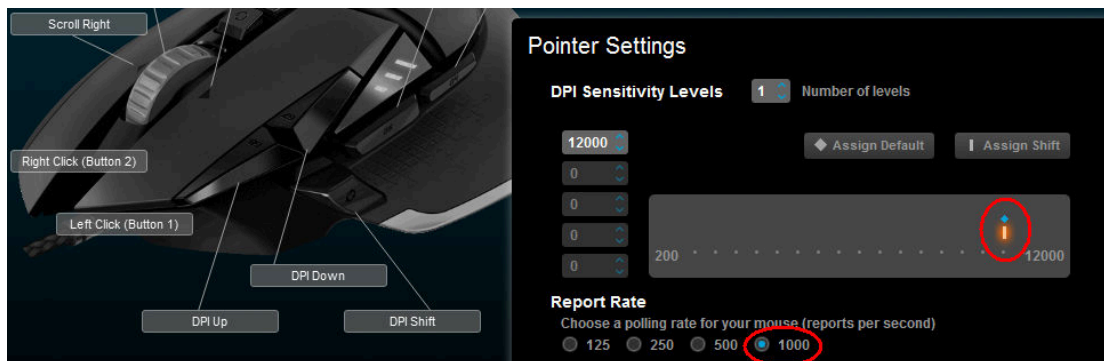 Scroll Right
Right Click (Button 2)
Left Click (Button 1)
DPI Down
DPI Up
DPI Shift
Pointer Settings
DPI Sensitivity Levels 1 Number of levels
12000 Assign Default Assign Shift
0
0
0
0
200 12000
Report Rate
Choose a polling rate for your mouse (reports per second)
125 250 500 1000